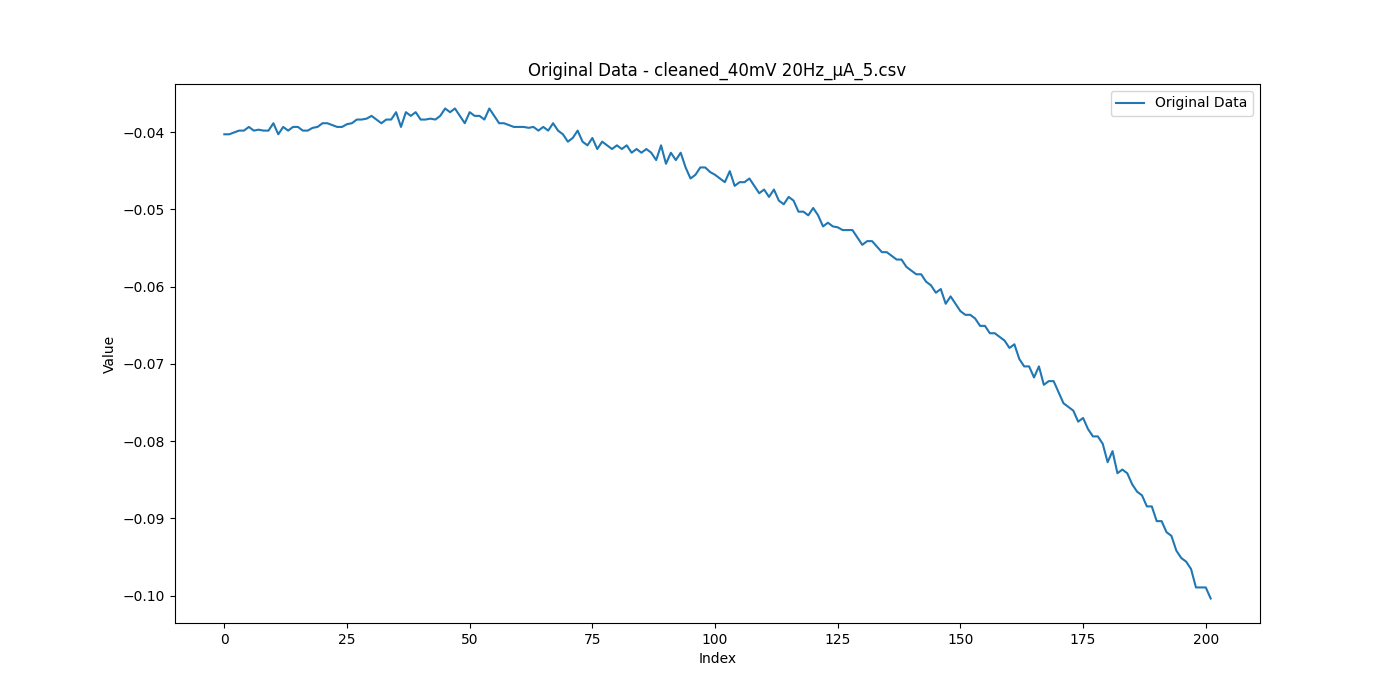 Original Data - cleaned_40mV 20Hz_μA_5.csv
Original Data
−0.04
−0.05
−0.06
−0.07
−0.08
−0.09
−0.10
Value
0 25 50 75 100 125 150 175 200
Index